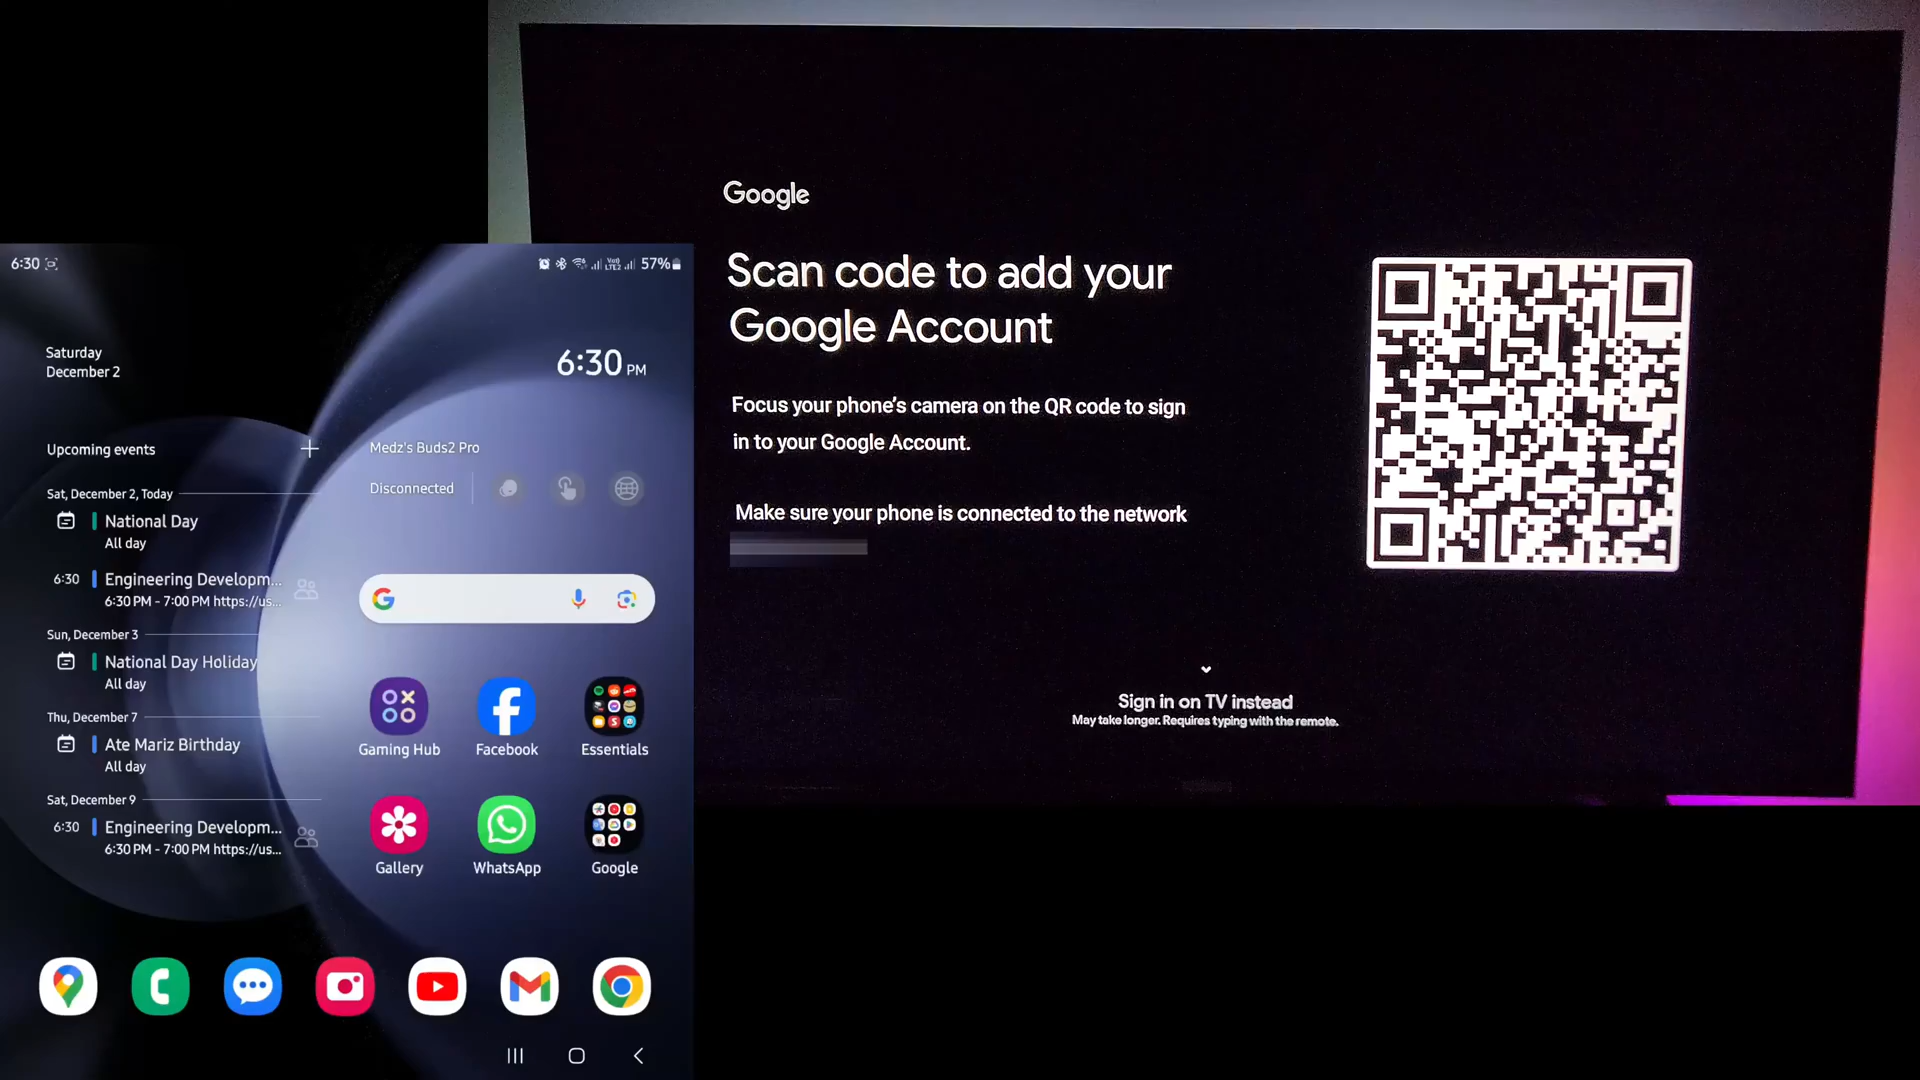 6:30
57%
Saturday
December 2
6:30 PM
Upcoming events
Sat, December 2, Today
National Day
All day
6:30
Engineering Developm...
6:30 PM - 7:00 PM https://us...
Sun, December 3
National Day Holiday
All day
Thu, December 7
Ate Mariz Birthday
All day
Sat, December 9
6:30
Engineering Developm...
6:30 PM - 7:00 PM https://us...
Medz's Buds2 Pro
Disconnected
Gaming Hub
Facebook
Essentials
Gallery
WhatsApp
Google
Google
Scan code to add your
Google Account
Focus your phone's camera on the QR code to sign
in to your Google Account.
Make sure your phone is connected to the network
Sign in on TV instead
May take longer. Requires typing with the remote.